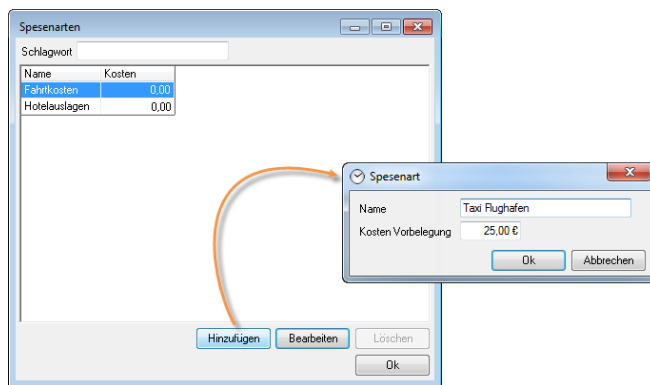 Spesenarten
Schlagwort
Name Kosten
Fahrtkosten 0,00
Hotelauslagen 0,00
Spesenart
Name Taxi Flughafen
Kosten Vorbelegung 25,00 €
Ok Abbrechen
Hinzufügen Bearbeiten Löschen
Ok